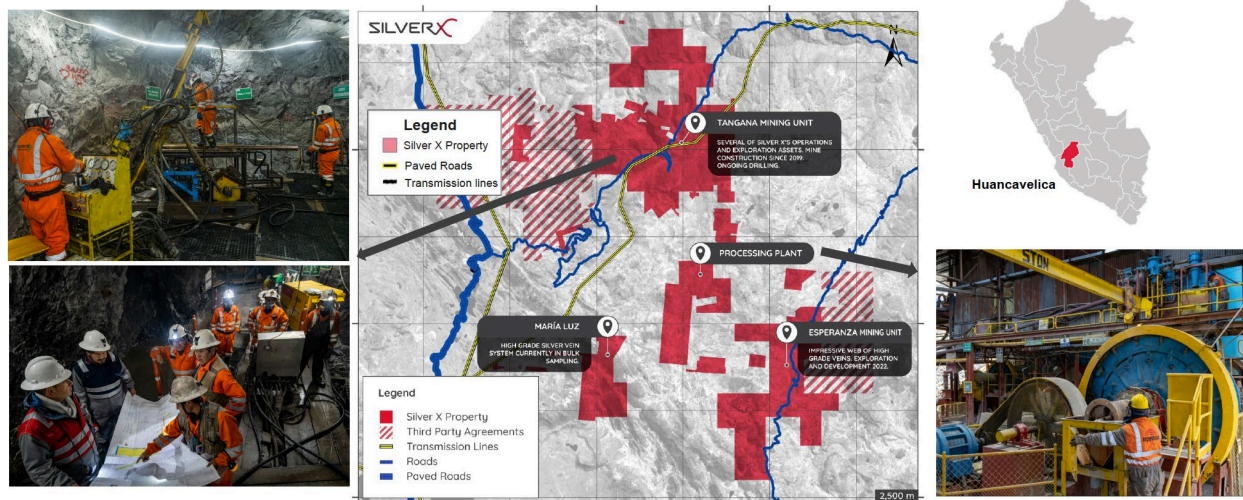 SILVERX
N
Legend
Silver X Property
Paved Roads
Transmission lines
TANGANA MINING UNIT
SEVERAL OF SILVER X'S OPERATIONS
AND EXPLORATION ASSETS. MINE
CONSTRUCTION SINCE 2019.
ONGOING DRILLING.
PROCESSING PLANT
MARÍA LUZ
HIGH GRADE SILVER VEIN
SYSTEM CURRENTLY IN BULK
SAMPLING.
ESPERANZA MINING UNIT
IMPRESSIVE WEB OF HIGH
GRADE VEINS. EXPLORATION
AND DEVELOPMENT 2022.
Legend
Silver X Property
Third Party Agreements
Transmission Lines
Roads
Paved Roads
2,500 m
Huancavelica
5TON